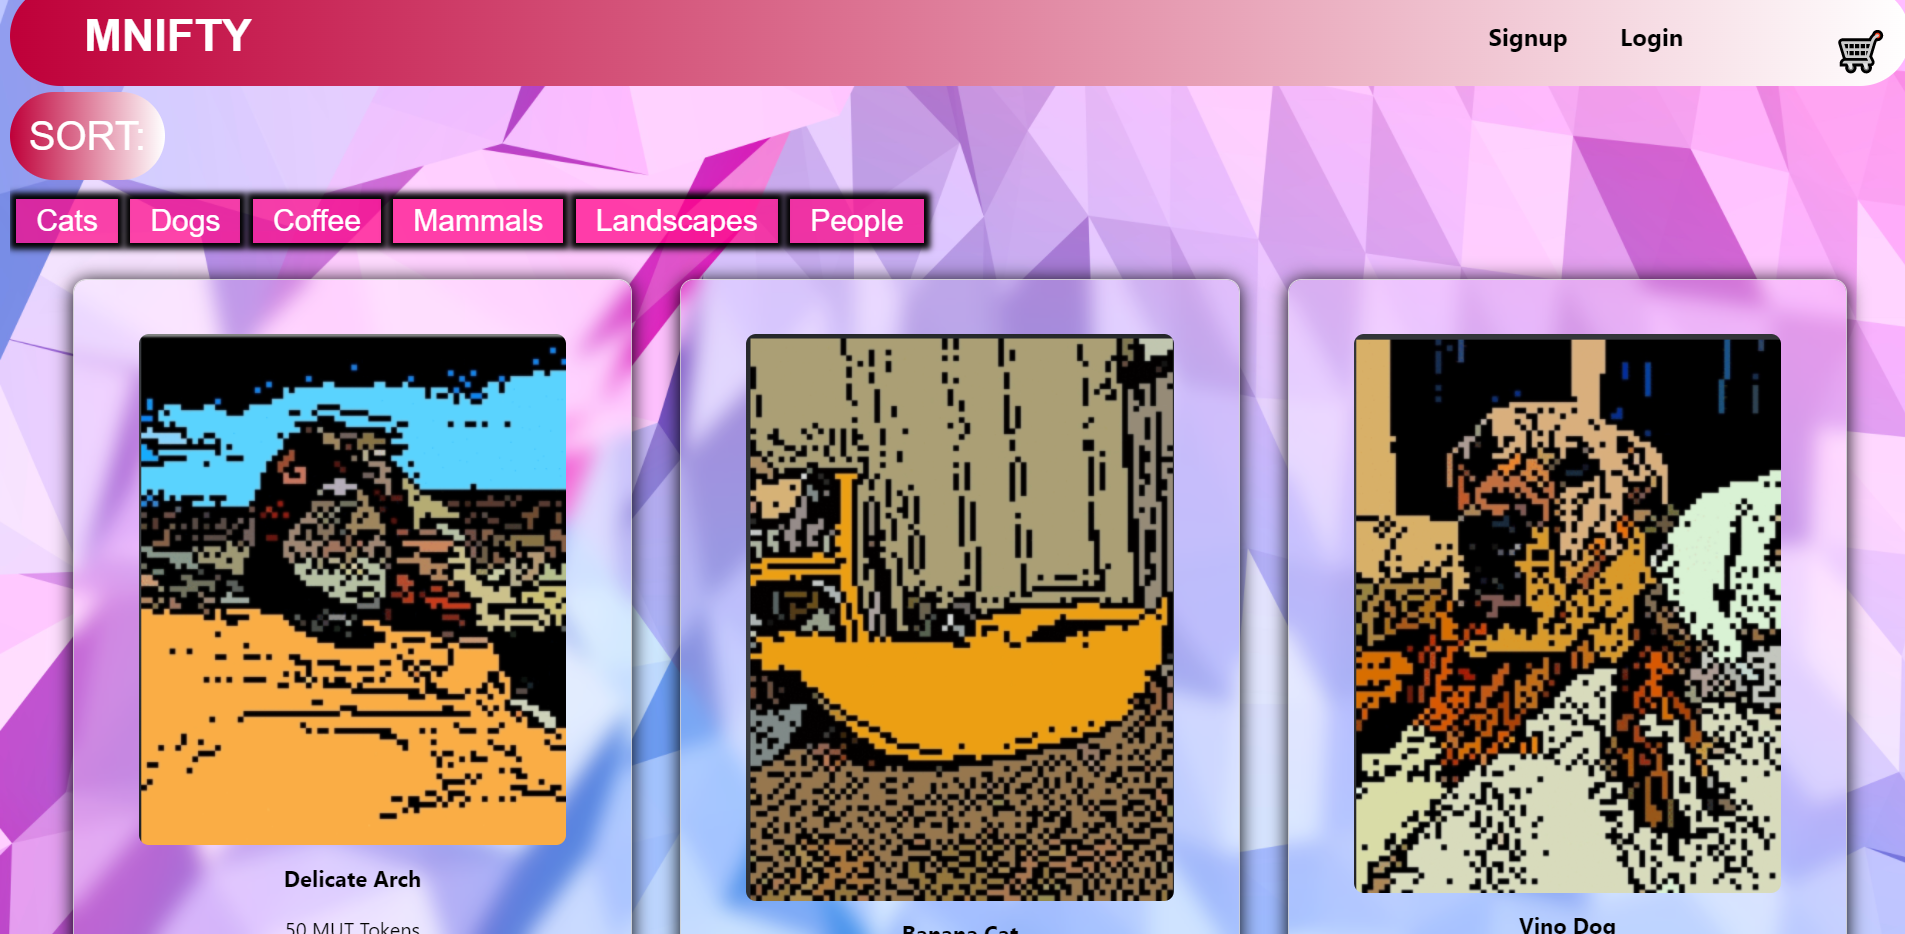 MNIFTY
Signup Login
SORT:
Cats Dogs Coffee Mammals Landscapes People
Delicate Arch
50 MUT Tokens
Banana Cat
Vino Dog